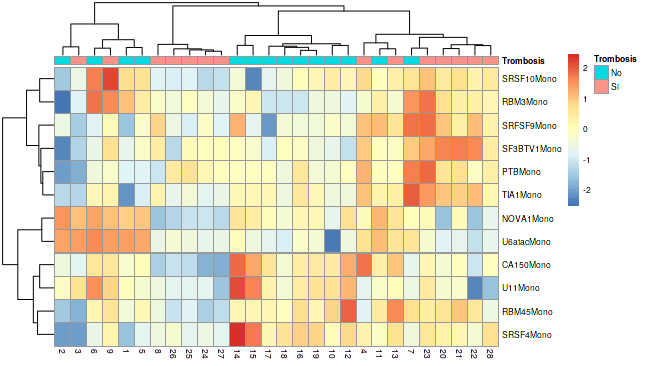 Trombosis
SRSF10Mono
RBM3Mono
SRFSF9Mono
SF3BTV1Mono
PTBMono
TIA1Mono
NOVA1Mono
U6atacMono
CA150Mono
U11Mono
RBM45Mono
SRSF4Mono
2 3 6 9 1 5 8 26 25 24 27 14 15 17 18 16 19 10 12 4 11 13 7 23 20 21 22 28
2
1
0
-1
-2
Trombosis
No
SI